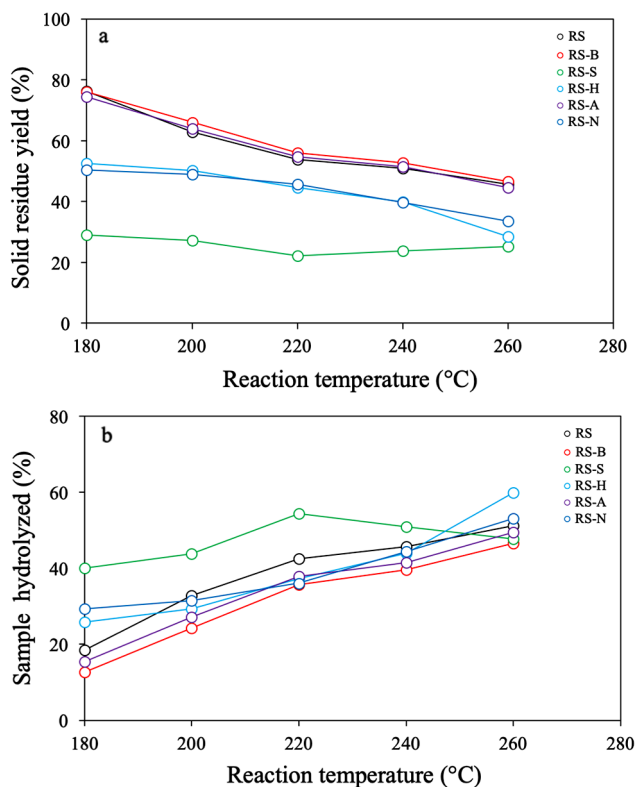 a
Solid residue yield (%)
100
80
60
40
20
0
180
200
220
240
260
280
Reaction temperature (°C)
RS
RS-B
RS-S
RS-H
RS-A
RS-N
b
Sample hydrolyzed (%)
80
60
40
20
0
180
200
220
240
260
280
Reaction temperature (°C)
RS
RS-B
RS-S
RS-H
RS-A
RS-N